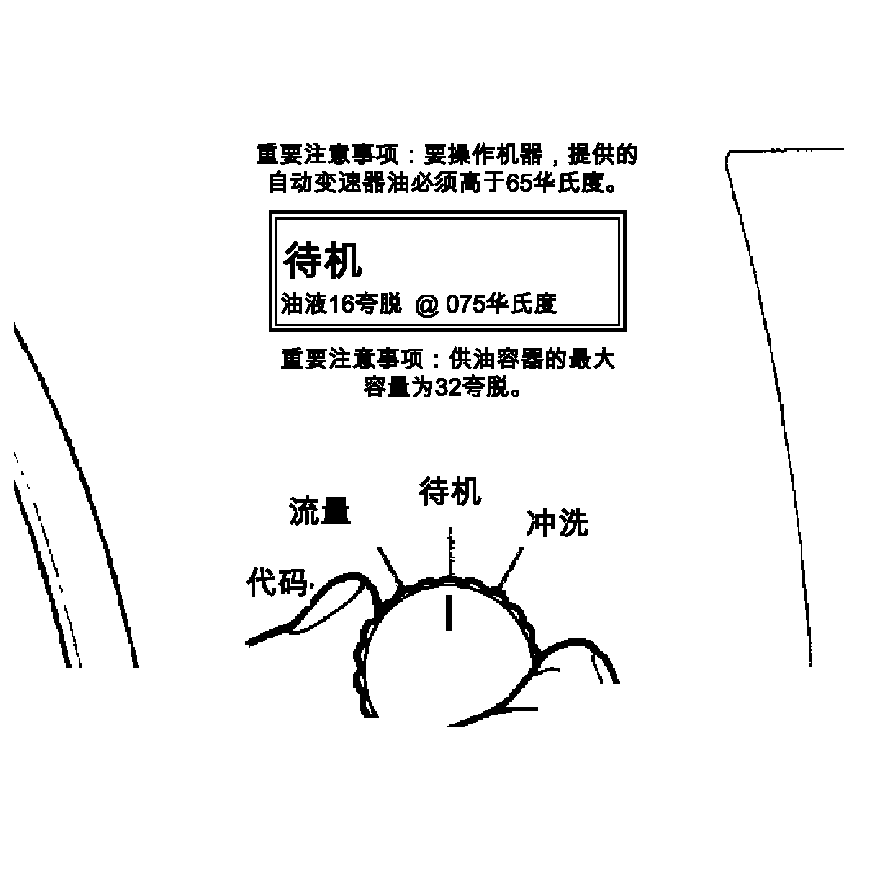 重要注意事项：要操作机器，提供的
自动变速器油必须高于65华氏度。
待机
油液16夸脱 @ 075华氏度
重要注意事项：供油容器的最大
容量为32夸脱。
待机
流量
冲洗
代码